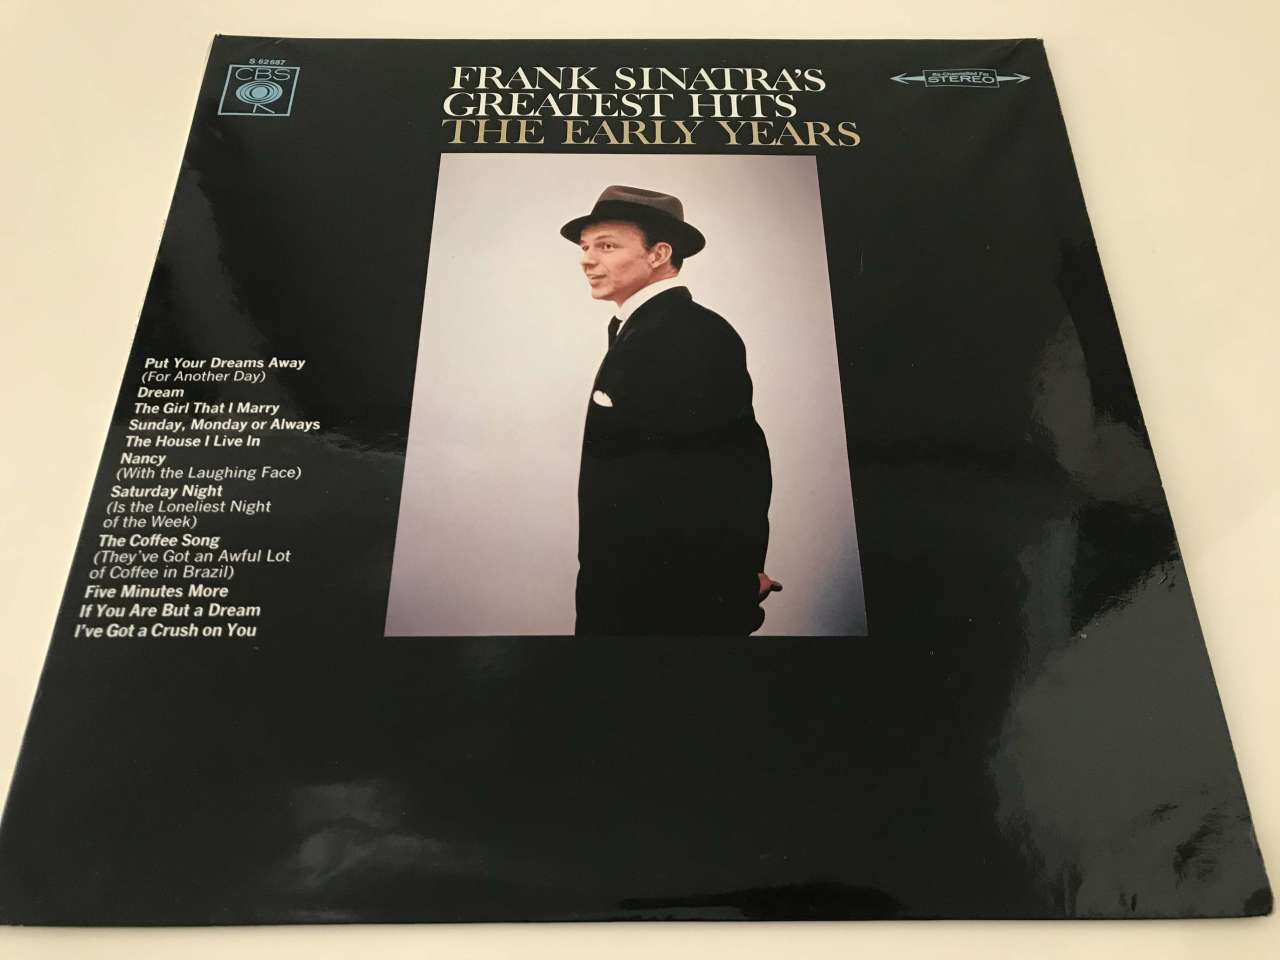 S 62687
CBS
FRANK SINATRA'S
GREATEST HITS
THE EARLY YEARS
Re-Channelled For
STEREO
Put Your Dreams Away
(For Another Day)
Dream
The Girl That I Marry
Sunday, Monday or Always
The House I Live In
Nancy
(With the Laughing Face)
Saturday Night
(Is the Loneliest Night
of the Week)
The Coffee Song
(They've Got an Awful Lot
of Coffee in Brazil)
Five Minutes More
If You Are But a Dream
I've Got a Crush on You